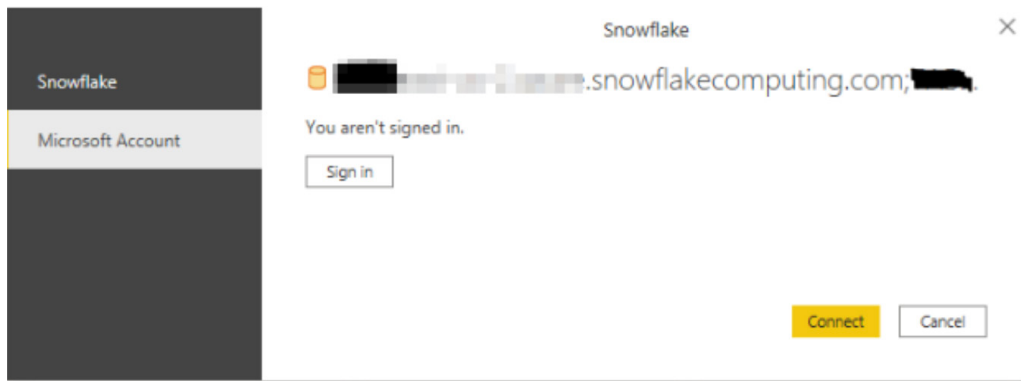 Snowflake
Snowflake
.snowflakecomputing.com;
Microsoft Account
You aren't signed in.
Sign in
Connect
Cancel